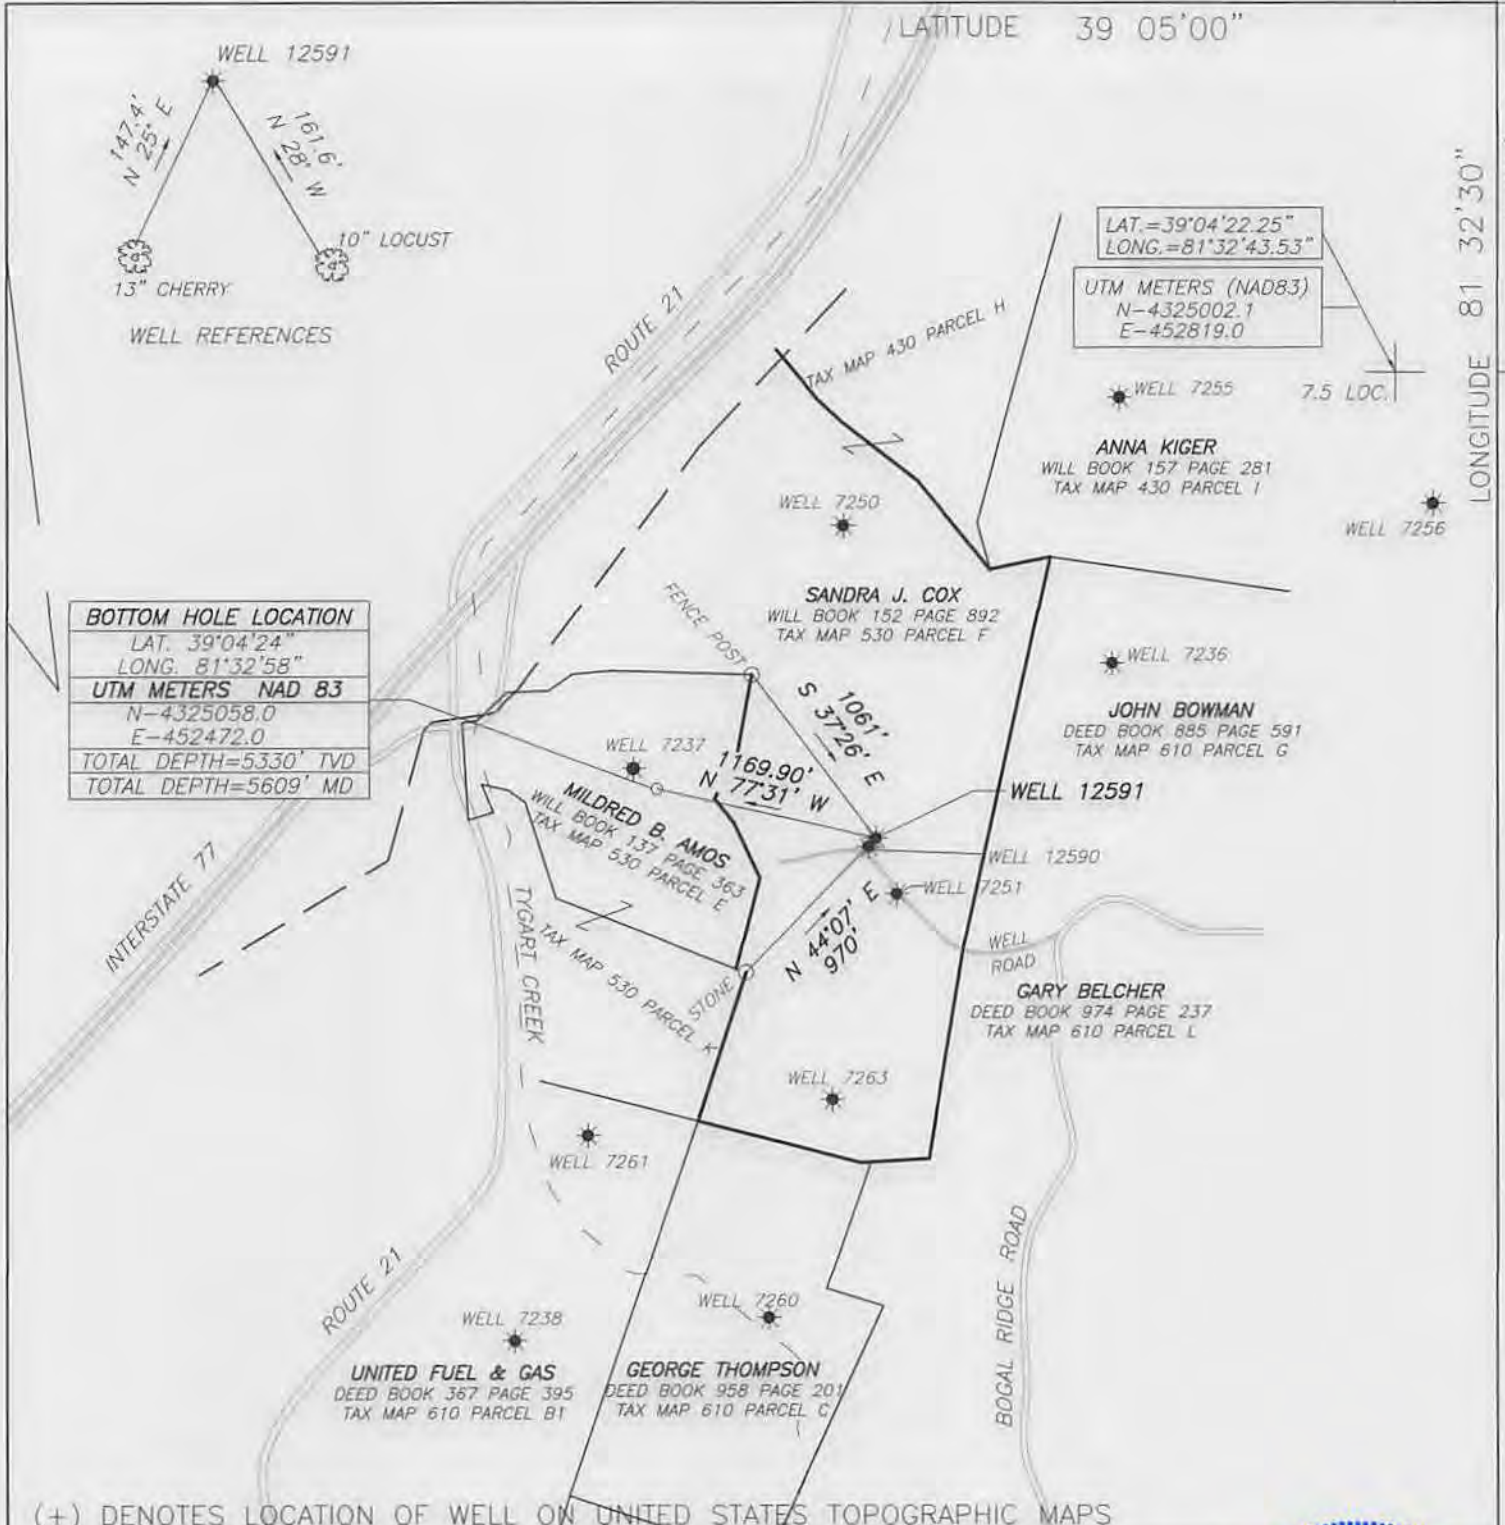 LATITUDE 39 05'00"
WELL 12591
147.4'
N 25° E
161.6'
N 28° W
10" LOCUST
13" CHERRY
WELL REFERENCES
LONGITUDE 81 32'30"
LAT.=39°04'22.25"
LONG.=81°32'43.53"
UTM METERS (NAD83)
N-4325002.1
E-452819.0
7.5 LOC.
ROUTE 21
TAX MAP 430 PARCEL H
WELL 7255
ANNA KIGER
WILL BOOK 157 PAGE 281
TAX MAP 430 PARCEL I
WELL 7256
WELL 7250
SANDRA J. COX
WILL BOOK 152 PAGE 892
TAX MAP 530 PARCEL F
FENCE POST
BOTTOM HOLE LOCATION
LAT. 39°04'24"
LONG. 81°32'58"
UTM METERS NAD 83
N-4325058.0
E-452472.0
TOTAL DEPTH=5330' TVD
TOTAL DEPTH=5609' MD
WELL 7236
JOHN BOWMAN
DEED BOOK 885 PAGE 591
TAX MAP 610 PARCEL G
1061'
S 37°26' E
WELL 7237
1169.90'
N 77°31' W
WELL 12591
MILDRED B. AMOS
WILL BOOK 137 PAGE 363
TAX MAP 530 PARCEL E
WELL 12590
WELL 7251
INTERSTATE 77
TYGART CREEK
TAX MAP 530 PARCEL K
STONE
N 44°07' E
970'
WELL
ROAD
GARY BELCHER
DEED BOOK 974 PAGE 237
TAX MAP 610 PARCEL L
WELL 7263
WELL 7261
ROUTE 21
BOGAL RIDGE ROAD
WELL 7238
WELL 7260
UNITED FUEL & GAS
DEED BOOK 367 PAGE 395
TAX MAP 610 PARCEL B1
GEORGE THOMPSON
DEED BOOK 958 PAGE 201
TAX MAP 610 PARCEL C
(+) DENOTES LOCATION OF WELL ON UNITED STATES TOPOGRAPHIC MAPS